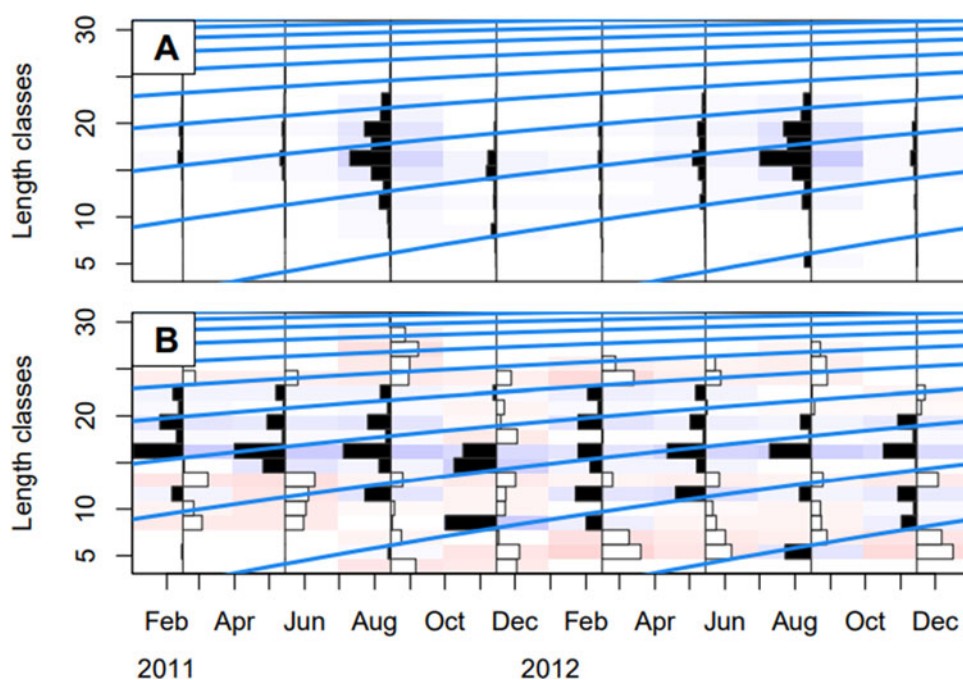 A
Length classes
30
20
10
5
B
Length classes
30
20
10
5
Feb Apr Jun Aug Oct Dec Feb Apr Jun Aug Oct Dec
2011 2012